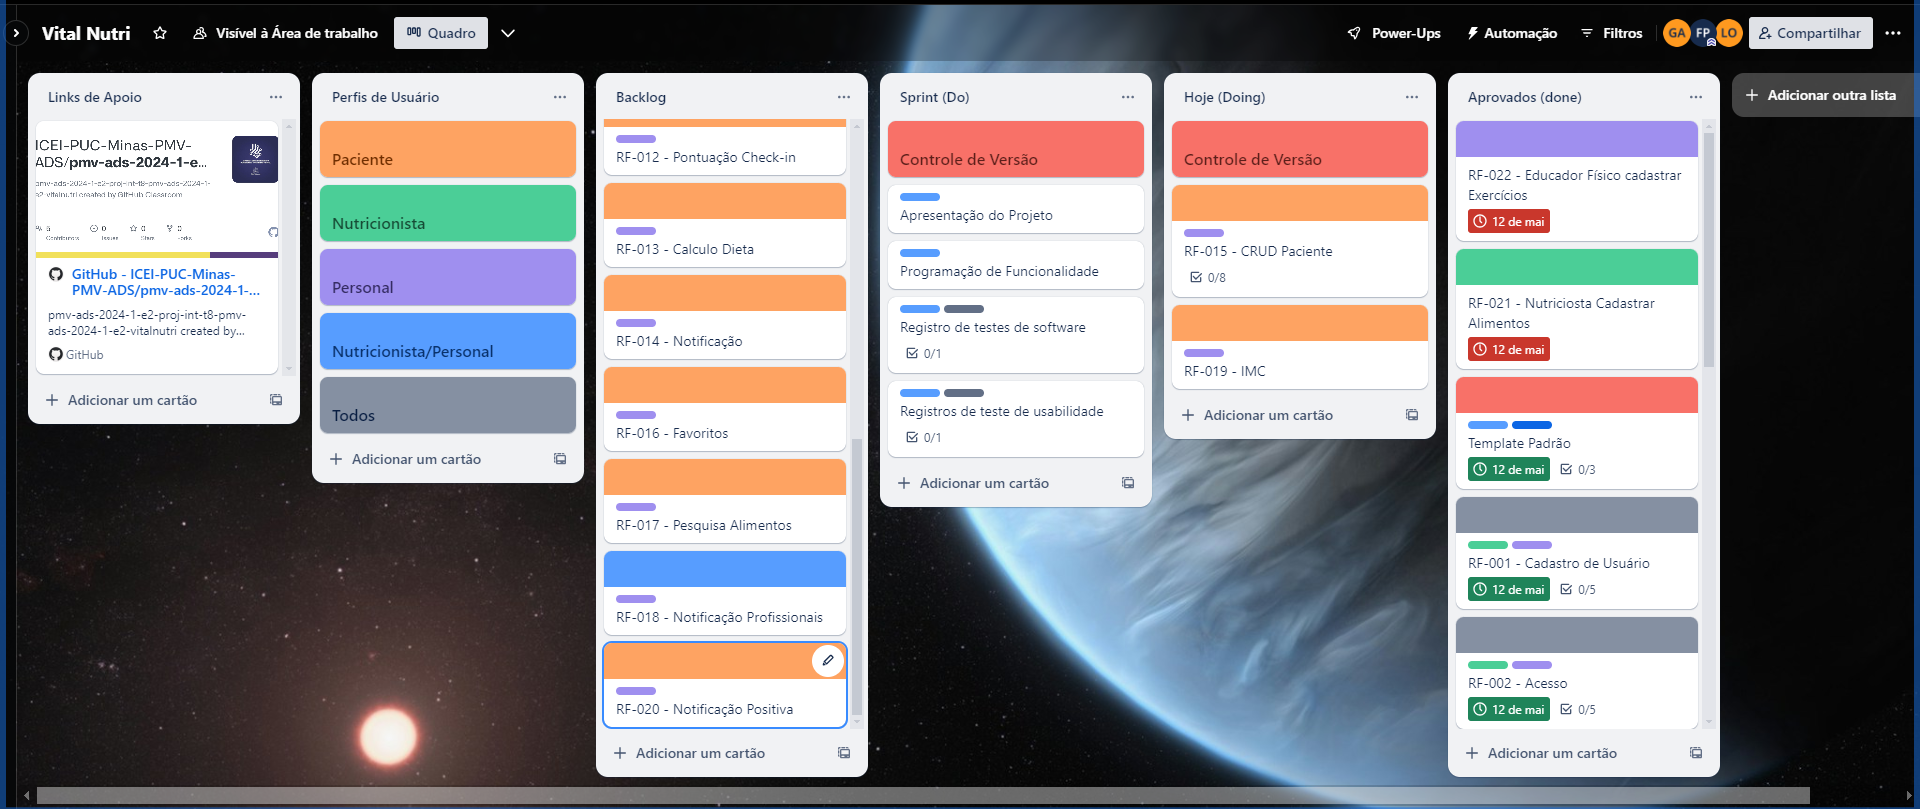 Vital Nutri
Visível à Área de trabalho
Quadro
Power-Ups
Automação
Filtros
GA
FP
LO
Compartilhar
Links de Apoio
ICEI-PUC-Minas-PMV-
ADS/pmv-ads-2024-1-e...
pmv-ads-2024-1-e2-proj-int-t8-pmv-ads-2024-1-
e2-vitalnutri created by GitHub Classroom
5
Contributors
0
Issues
0
Stars
0
Forks
GitHub - ICEI-PUC-Minas-
PMV-ADS/pmv-ads-2024-1-...
pmv-ads-2024-1-e2-proj-int-t8-pmv-
ads-2024-1-e2-vitalnutri created by...
GitHub
Adicionar um cartão
Perfis de Usuário
Paciente
Nutricionista
Personal
Nutricionista/Personal
Todos
Adicionar um cartão
Backlog
RF-012 - Pontuação Check-in
RF-013 - Calculo Dieta
RF-014 - Notificação
RF-016 - Favoritos
RF-017 - Pesquisa Alimentos
RF-018 - Notificação Profissionais
RF-020 - Notificação Positiva
Adicionar um cartão
Sprint (Do)
Controle de Versão
Apresentação do Projeto
Programação de Funcionalidade
Registro de testes de software
0/1
Registros de teste de usabilidade
0/1
Adicionar um cartão
Hoje (Doing)
Controle de Versão
RF-015 - CRUD Paciente
0/8
RF-019 - IMC
Adicionar um cartão
Aprovados (done)
RF-022 - Educador Físico cadastrar
Exercícios
12 de mai
RF-021 - Nutriciosta Cadastrar
Alimentos
12 de mai
Template Padrão
12 de mai
0/3
RF-001 - Cadastro de Usuário
12 de mai
0/5
RF-002 - Acesso
12 de mai
0/5
Adicionar um cartão
Adicionar outra lista